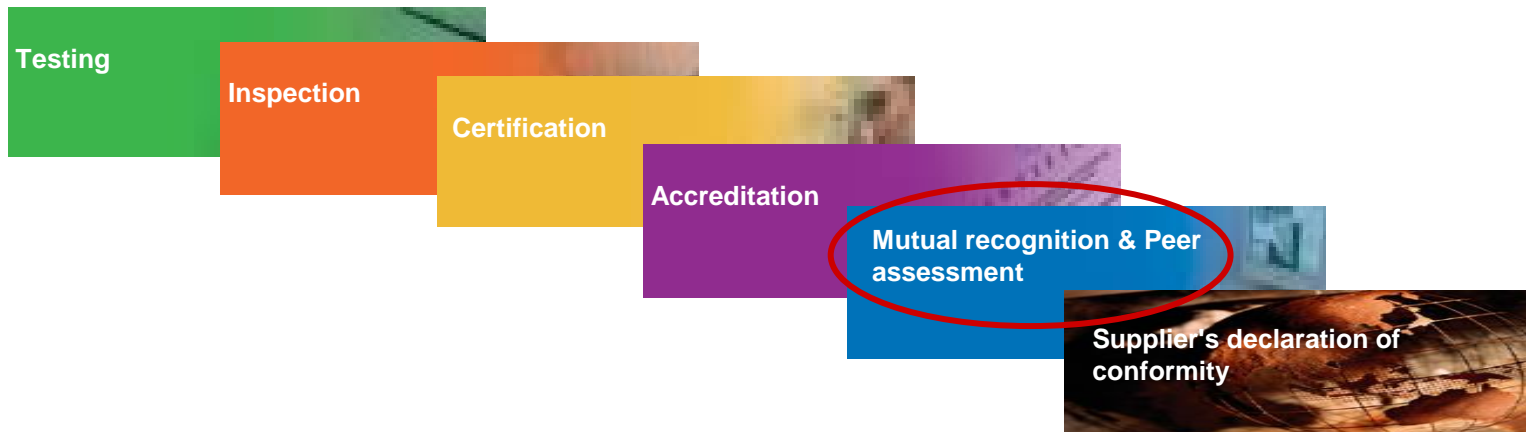 Testing
Inspection
Certification
Accreditation
Mutual recognition & Peer
assessment
Supplier's declaration of
conformity